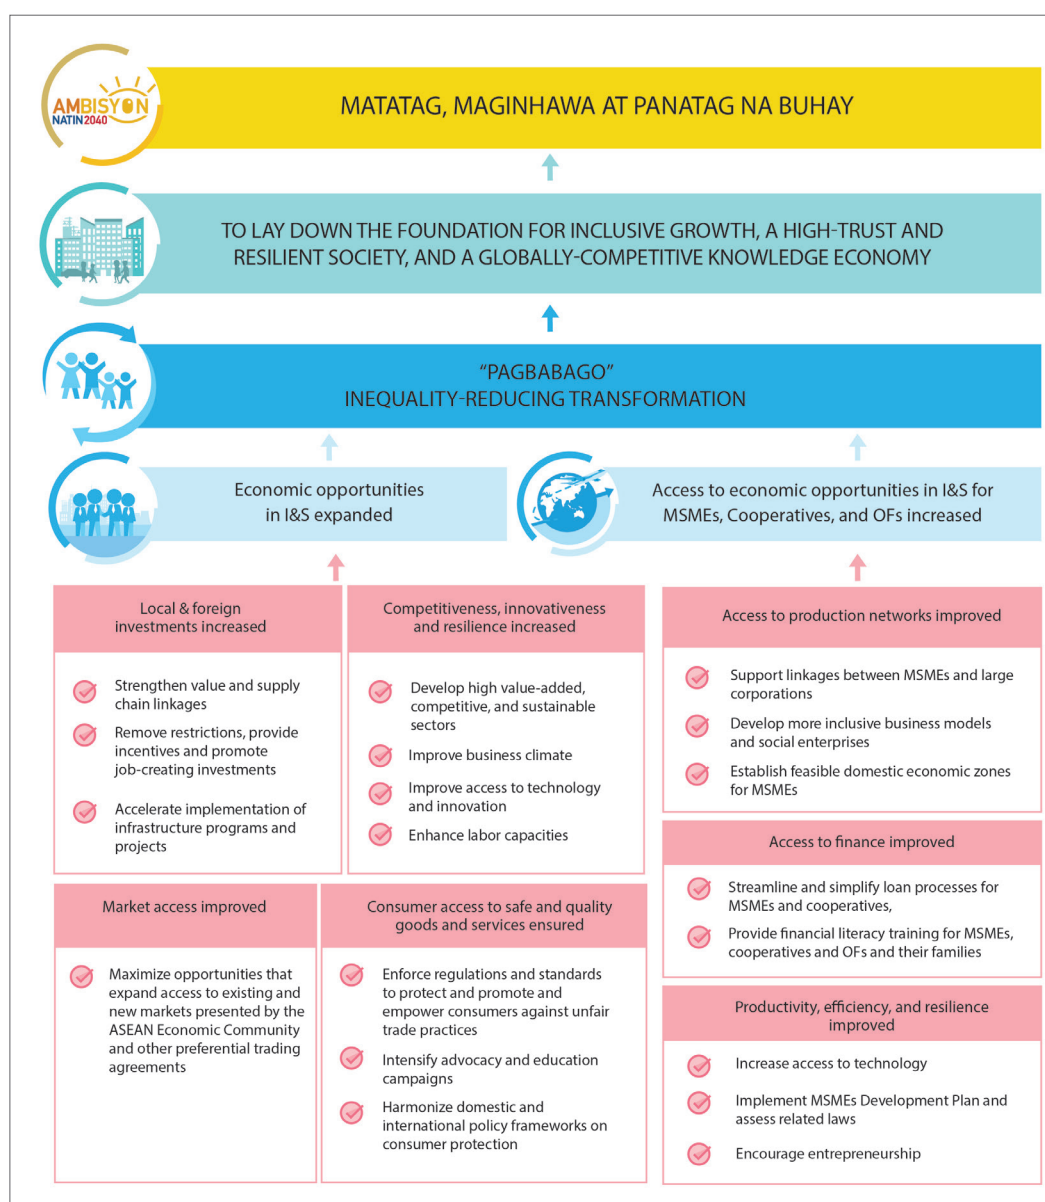 AMBISYON
NATIN 2040
MATATAG, MAGINHAWA AT PANATAG NA BUHAY
TO LAY DOWN THE FOUNDATION FOR INCLUSIVE GROWTH, A HIGH-TRUST AND
RESILIENT SOCIETY, AND A GLOBALLY-COMPETITIVE KNOWLEDGE ECONOMY
“PAGBABAGO”
INEQUALITY-REDUCING TRANSFORMATION
Economic opportunities
in I&S expanded
Access to economic opportunities in I&S for
MSMEs, Cooperatives, and OFs increased
Local & foreign
investments increased
Strengthen value and supply
chain linkages
Remove restrictions, provide
incentives and promote
job-creating investments
Accelerate implementation of
infrastructure programs and
projects
Competitiveness, innovativeness
and resilience increased
Develop high value-added,
competitive, and sustainable
sectors
Improve business climate
Improve access to technology
and innovation
Enhance labor capacities
Market access improved
Maximize opportunities that
expand access to existing and
new markets presented by the
ASEAN Economic Community
and other preferential trading
agreements
Consumer access to safe and quality
goods and services ensured
Enforce regulations and standards
to protect and promote and
empower consumers against unfair
trade practices
Intensify advocacy and education
campaigns
Harmonize domestic and
international policy frameworks on
consumer protection
Access to production networks improved
Support linkages between MSMEs and large
corporations
Develop more inclusive business models
and social enterprises
Establish feasible domestic economic zones
for MSMEs
Access to finance improved
Streamline and simplify loan processes for
MSMEs and cooperatives,
Provide financial literacy training for MSMEs,
cooperatives and OFs and their families
Productivity, efficiency, and resilience
improved
Increase access to technology
Implement MSMEs Development Plan and
assess related laws
Encourage entrepreneurship